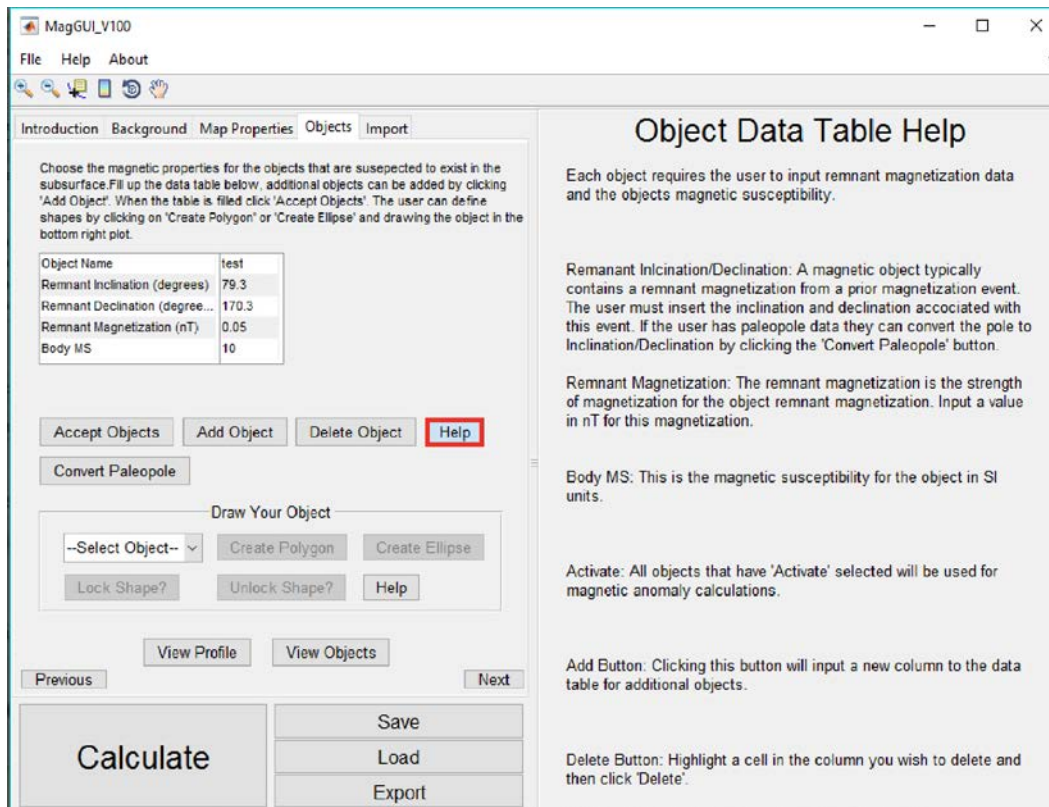 MagGUI_V100
FIle Help About
Introduction Background Map Properties Objects Import
Choose the magnetic properties for the objects that are susepected to exist in the
subsurface.Fill up the data table below, additional objects can be added by clicking
'Add Object'. When the table is filled click 'Accept Objects'. The user can define
shapes by clicking on 'Create Polygon' or 'Create Ellipse' and drawing the object in the
bottom right plot.
Object Name test
Remnant Inclination (degrees) 79.3
Remnant Declination (degree... 170.3
Remnant Magnetization (nT) 0.05
Body MS 10
Accept Objects Add Object Delete Object Help
Convert Paleopole
Draw Your Object
--Select Object-- Create Polygon Create Ellipse
Lock Shape? Unlock Shape? Help
View Profile View Objects
Previous Next
Calculate
Save
Load
Export
Object Data Table Help
Each object requires the user to input remnant magnetization data
and the objects magnetic susceptibility.
Remanant Inlcination/Declination: A magnetic object typically
contains a remnant magnetization from a prior magnetization event.
The user must insert the inclination and declination accociated with
this event. If the user has paleopole data they can convert the pole to
Inclination/Declination by clicking the 'Convert Paleopole' button.
Remnant Magnetization: The remnant magnetization is the strength
of magnetization for the object remnant magnetization. Input a value
in nT for this magnetization.
Body MS: This is the magnetic susceptibility for the object in SI
units.
Activate: All objects that have 'Activate' selected will be used for
magnetic anomaly calculations.
Add Button: Clicking this button will input a new column to the data
table for additional objects.
Delete Button: Highlight a cell in the column you wish to delete and
then click 'Delete'.